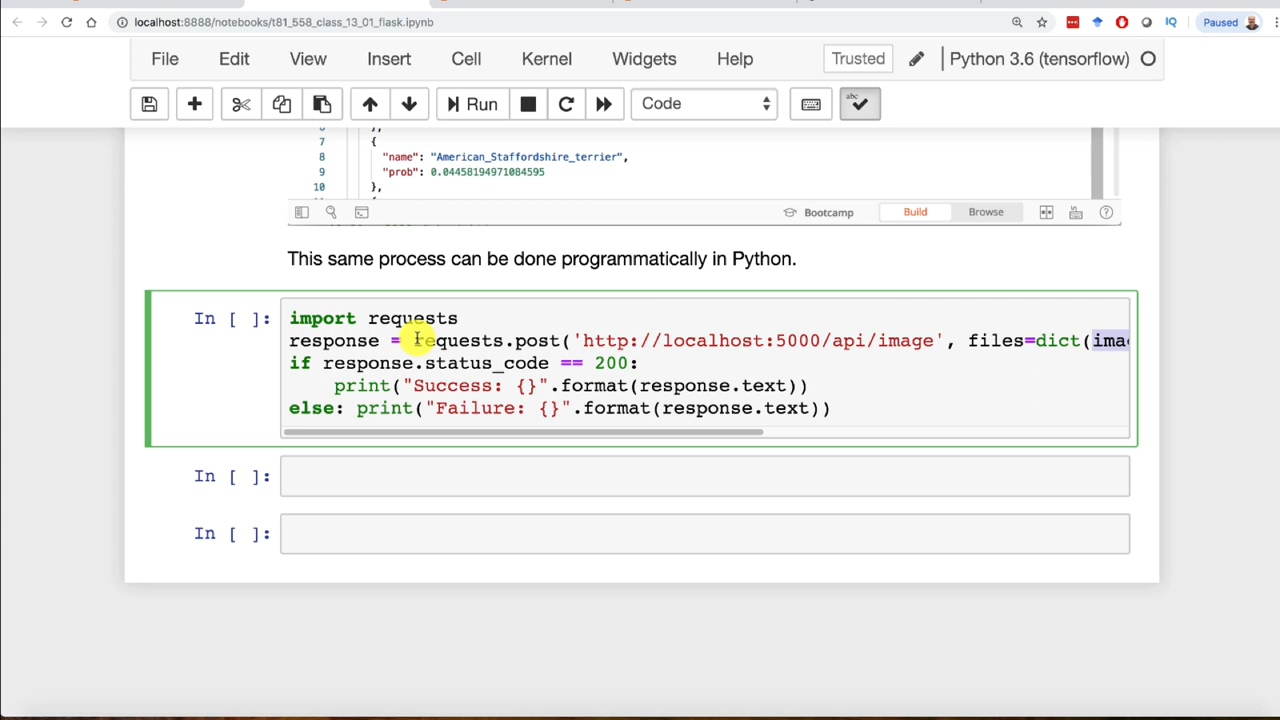 localhost:8888/notebooks/t81_558_class_13_01_flask.ipynb
IQ
Paused
File Edit View Insert Cell Kernel Widgets Help Trusted Python 3.6 (tensorflow)
Run Code abc
7 {
8 "name": "American_Staffordshire_terrier",
9 "prob": 0.04458194971084595
10 },
Bootcamp Build Browse
This same process can be done programmatically in Python.
In [ ]: import requests
response = requests.post('http://localhost:5000/api/image', files=dict(imag
if response.status_code == 200:
print("Success: {}".format(response.text))
else: print("Failure: {}".format(response.text))
In [ ]:
In [ ]: